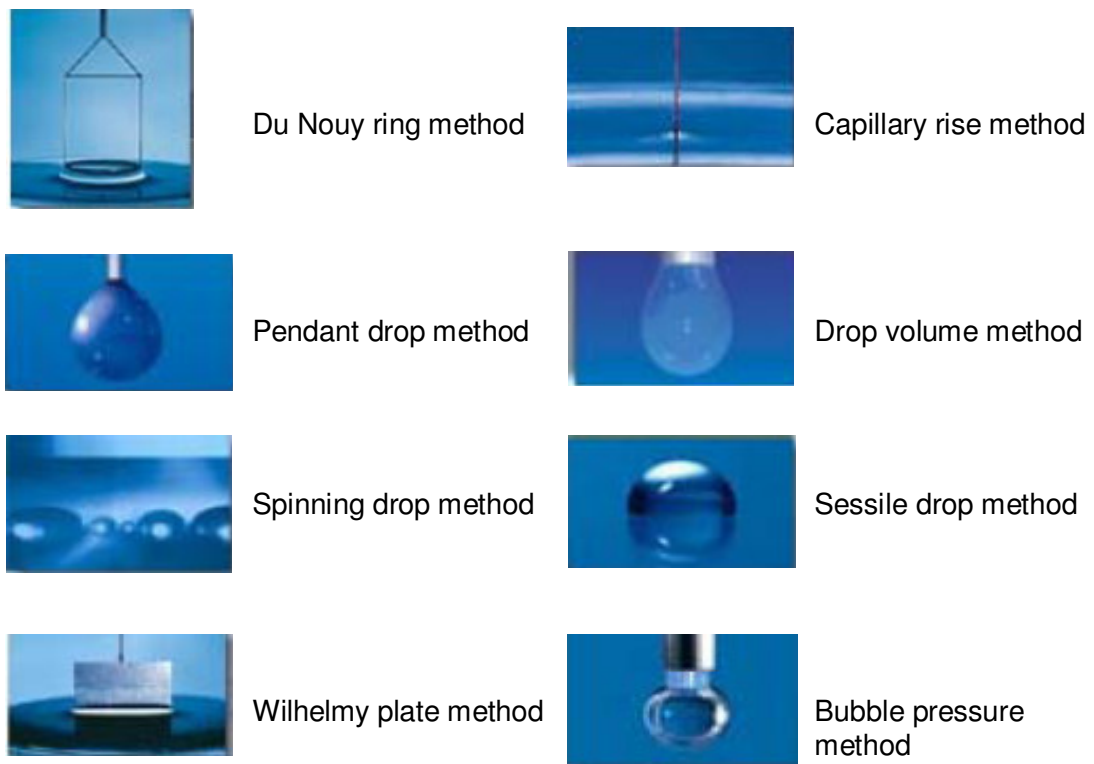 Du Nouy ring method
Capillary rise method
Pendant drop method
Drop volume method
Spinning drop method
Sessile drop method
Wilhelmy plate method
Bubble pressure
method